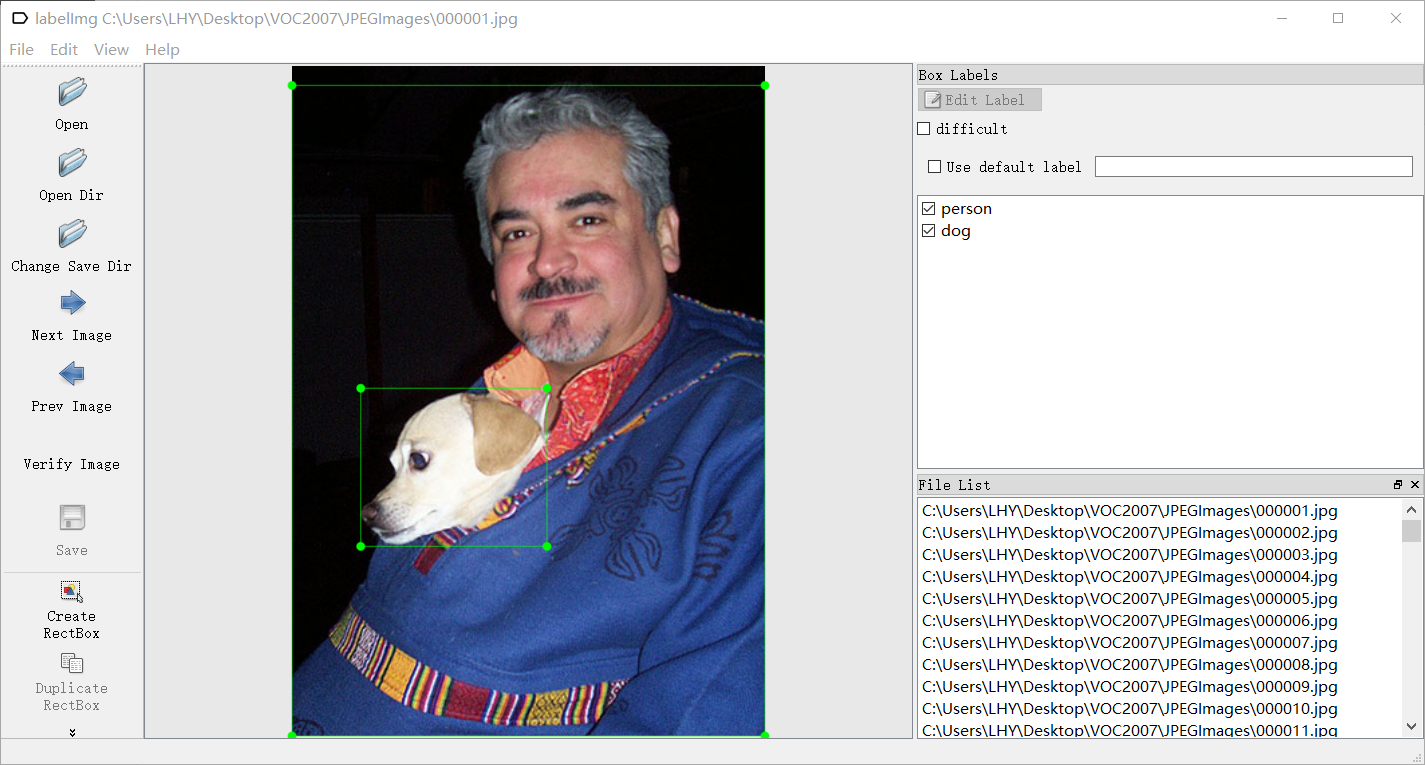 labelImg C:\Users\LHY\Desktop\VOC2007\JPEGImages\000001.jpg
File Edit View Help
Open
Open Dir
Change Save Dir
Next Image
Prev Image
Verify Image
Save
Create
RectBox
Duplicate
RectBox
Box Labels
Edit Label
difficult
Use default label
person
dog
File List
C:\Users\LHY\Desktop\VOC2007\JPEGImages\000001.jpg
C:\Users\LHY\Desktop\VOC2007\JPEGImages\000002.jpg
C:\Users\LHY\Desktop\VOC2007\JPEGImages\000003.jpg
C:\Users\LHY\Desktop\VOC2007\JPEGImages\000004.jpg
C:\Users\LHY\Desktop\VOC2007\JPEGImages\000005.jpg
C:\Users\LHY\Desktop\VOC2007\JPEGImages\000006.jpg
C:\Users\LHY\Desktop\VOC2007\JPEGImages\000007.jpg
C:\Users\LHY\Desktop\VOC2007\JPEGImages\000008.jpg
C:\Users\LHY\Desktop\VOC2007\JPEGImages\000009.jpg
C:\Users\LHY\Desktop\VOC2007\JPEGImages\000010.jpg
C:\Users\LHY\Desktop\VOC2007\JPEGImages\000011.jpg